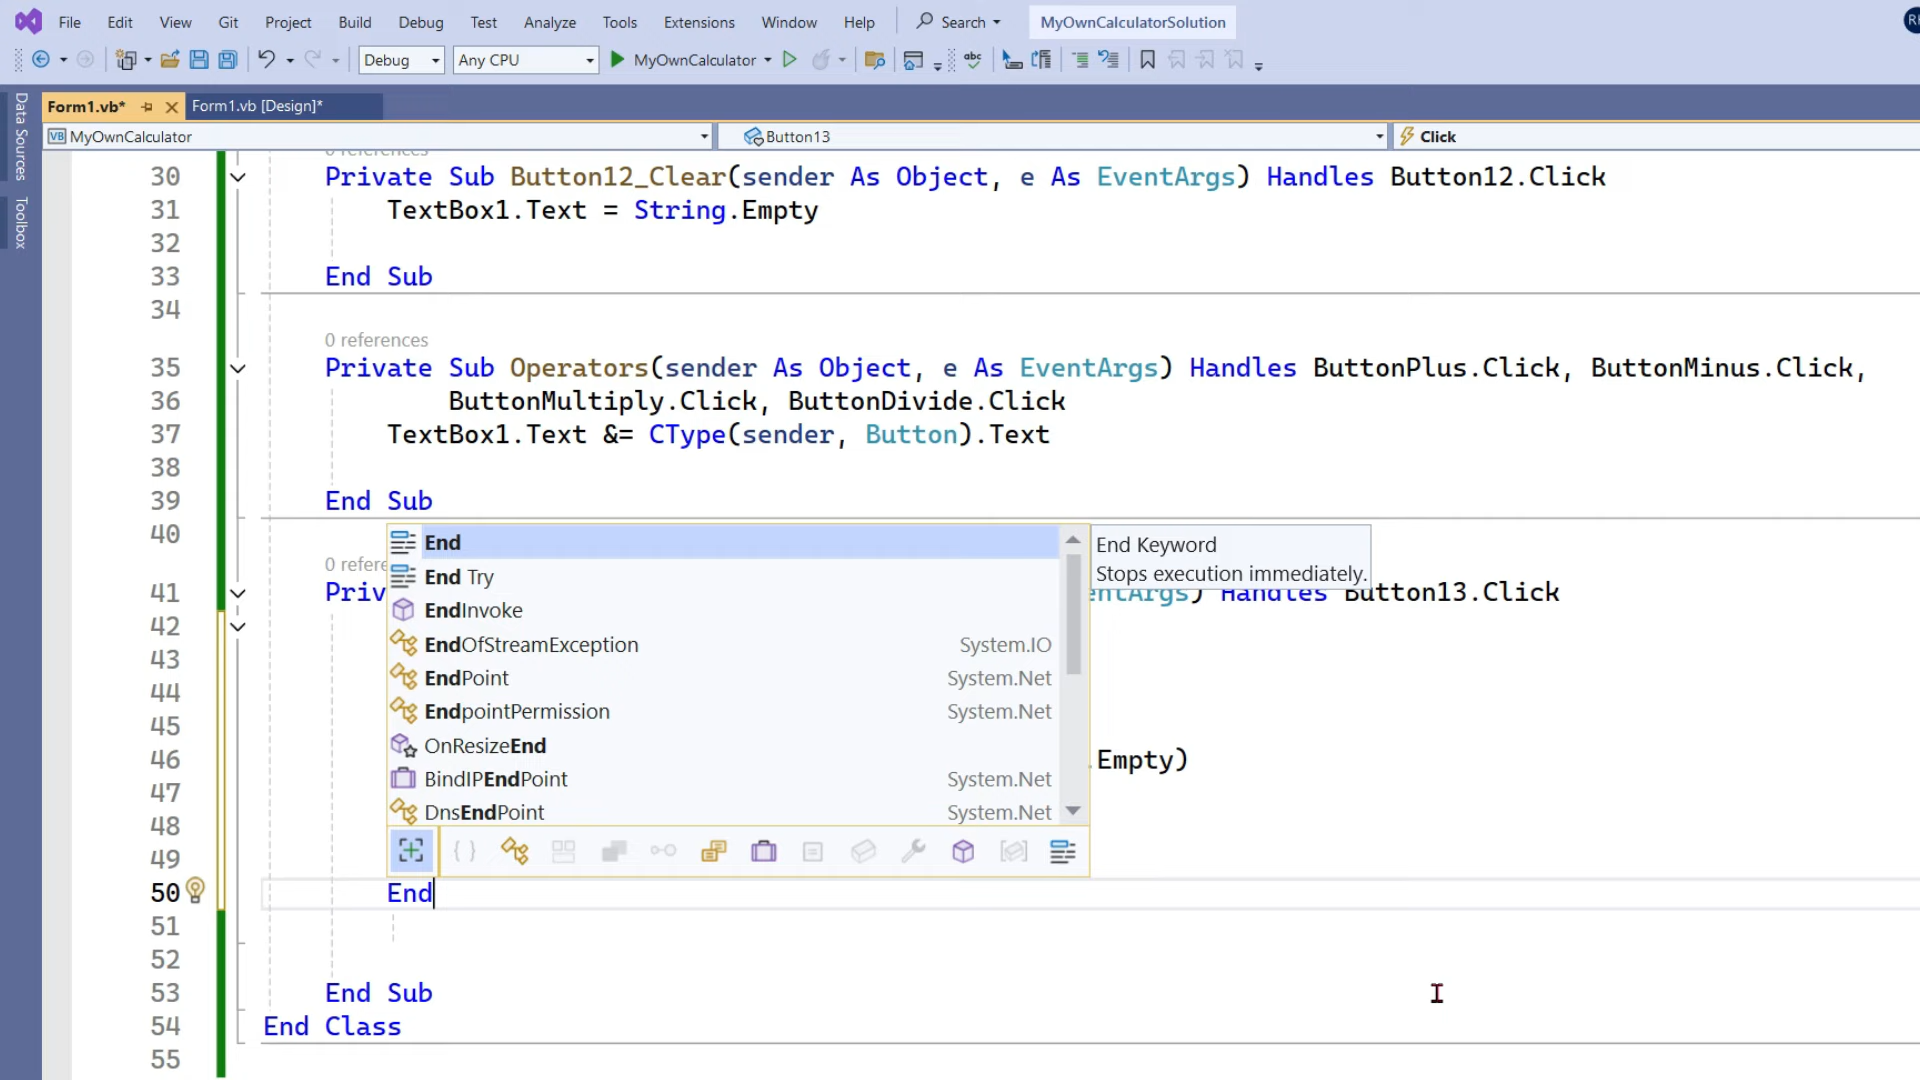 File Edit View Git Project Build Debug Test Analyze Tools Extensions Window Help Search MyOwnCalculatorSolution
Debug Any CPU MyOwnCalculator
Data Sources
Toolbox
Form1.vb* Form1.vb [Design]*
VB MyOwnCalculator Button13 Click
0 references
30 Private Sub Button12_Clear(sender As Object, e As EventArgs) Handles Button12.Click
31 TextBox1.Text = String.Empty
32
33 End Sub
34
0 references
35 Private Sub Operators(sender As Object, e As EventArgs) Handles ButtonPlus.Click, ButtonMinus.Click,
36 ButtonMultiply.Click, ButtonDivide.Click
37 TextBox1.Text &= CType(sender, Button).Text
38
39 End Sub
40
End
End Keyword
Stops execution immediately.
0 refere
End Try
41 Priv entArgs) Handles Button13.Click
EndInvoke
42
EndOfStreamException System.IO
43
EndPoint System.Net
44
EndpointPermission System.Net
45
OnResizeEnd
46 .Empty)
BindIPEndPoint System.Net
47
DnsEndPoint System.Net
48
49
50 End
51
52
53 End Sub
54 End Class
55